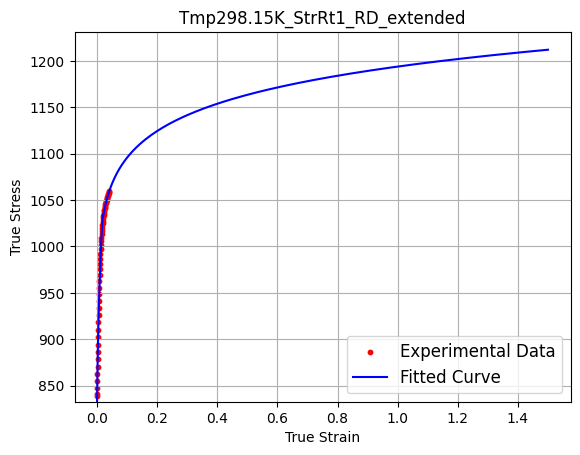 Tmp298.15K_StrRt1_RD_extended
True Stress
1200
1150
1100
1050
1000
950
900
850
Experimental Data
Fitted Curve
0.0 0.2 0.4 0.6 0.8 1.0 1.2 1.4
True Strain